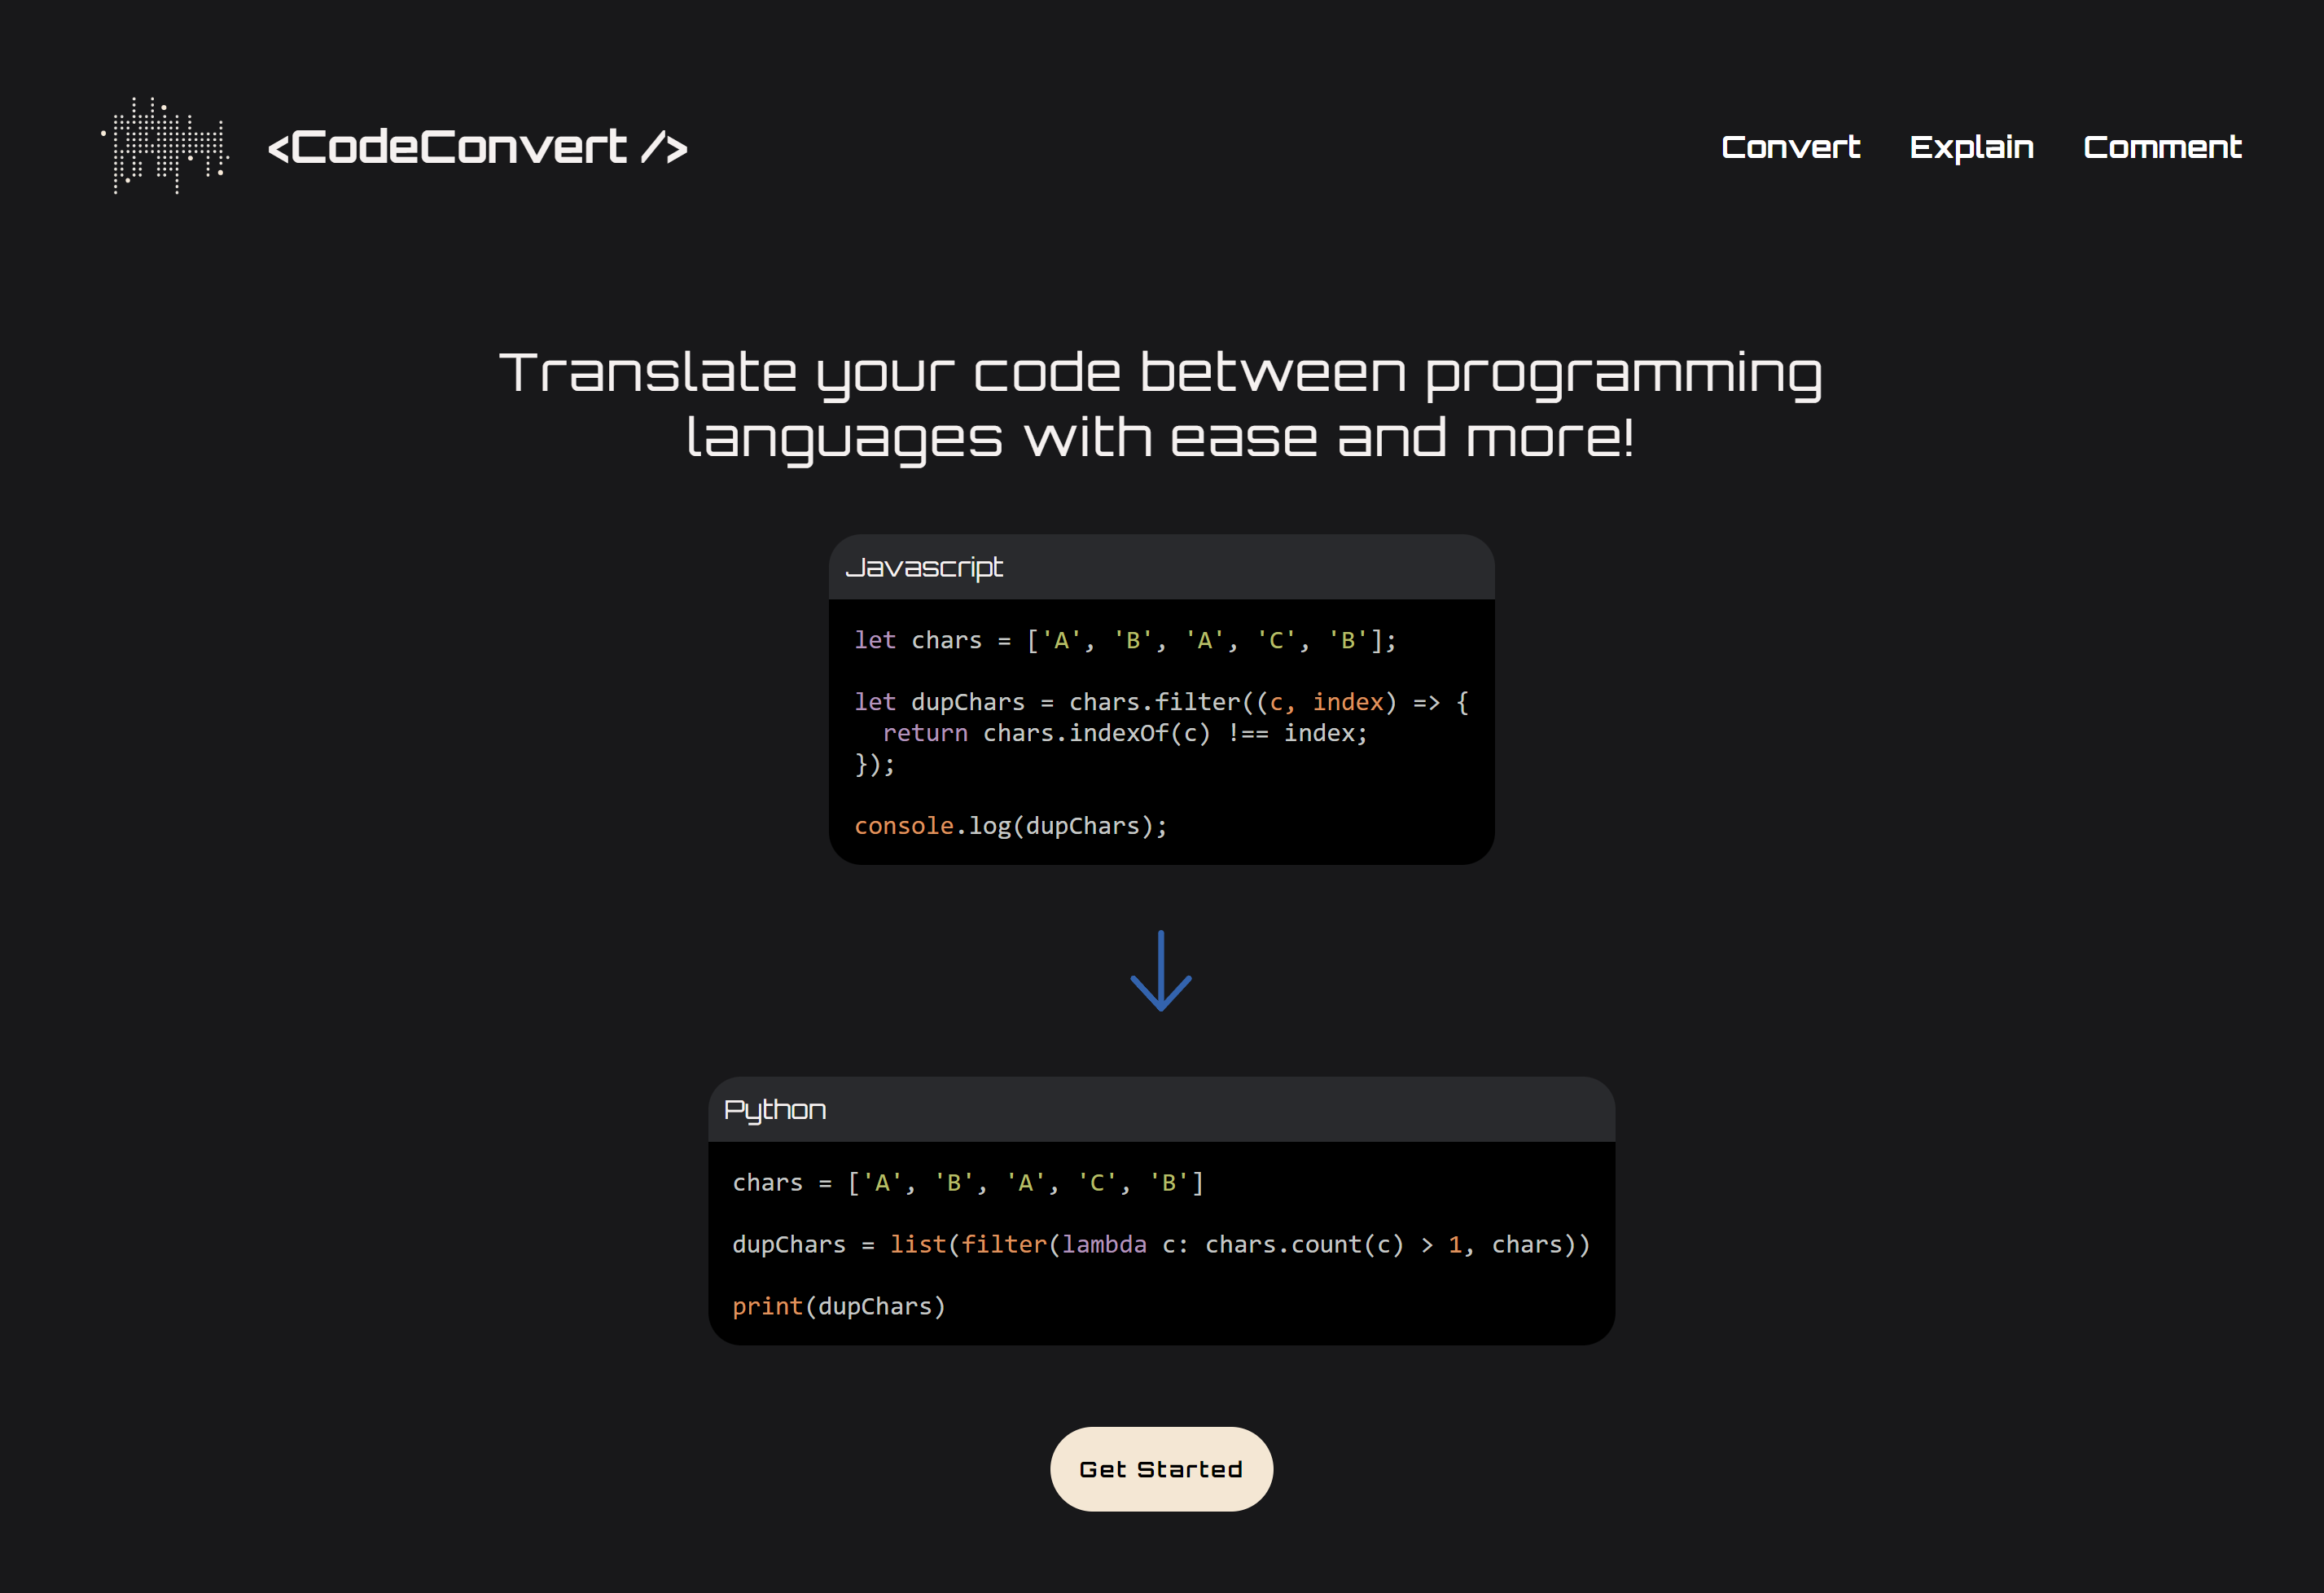 <CodeConvert />
Convert Explain Comment
Translate your code between programming
languages with ease and more!
Javascript
let chars = ['A', 'B', 'A', 'C', 'B'];
let dupChars = chars.filter((c, index) => {
  return chars.indexOf(c) !== index;
});
console.log(dupChars);
Python
chars = ['A', 'B', 'A', 'C', 'B']
dupChars = list(filter(lambda c: chars.count(c) > 1, chars))
print(dupChars)
Get Started